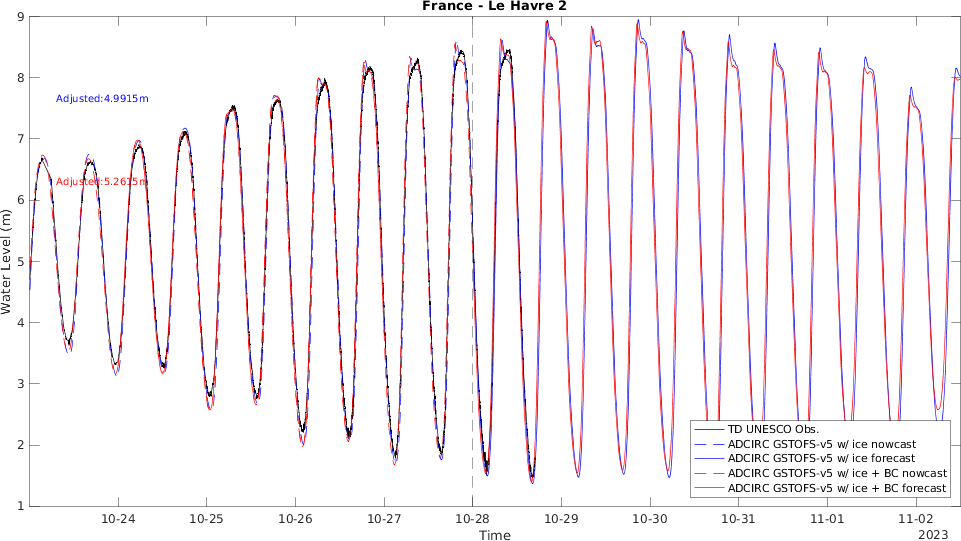 France - Le Havre 2
9
8
7
6
5
4
3
2
1
Water Level (m)
Adjusted:4.9915m
Adjusted:5.2615m
TD UNESCO Obs.
ADCIRC GSTOFS-v5 w/ ice nowcast
ADCIRC GSTOFS-v5 w/ ice forecast
ADCIRC GSTOFS-v5 w/ ice + BC nowcast
ADCIRC GSTOFS-v5 w/ ice + BC forecast
10-24 10-25 10-26 10-27 10-28 10-29 10-30 10-31 11-01 11-02
Time
2023